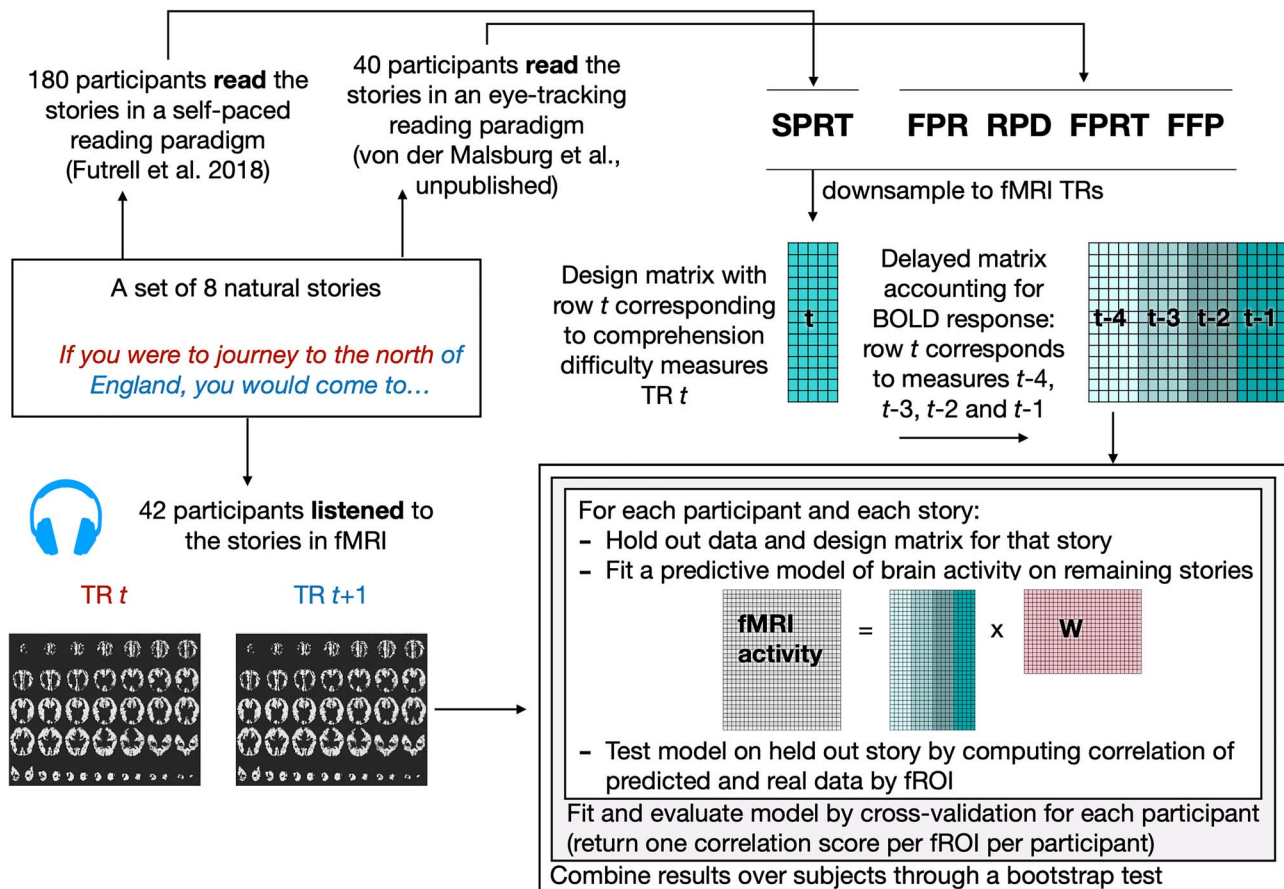 180 participants read the
stories in a self-paced
reading paradigm
(Futrell et al. 2018)
40 participants read the
stories in an eye-tracking
reading paradigm
(von der Malsburg et al.,
unpublished)
SPRT FPR RPD FPRT FFP
downsample to fMRI TRs
A set of 8 natural stories
If you were to journey to the north of
England, you would come to…
Design matrix with
row t corresponding
to comprehension
difficulty measures
TR t
t
Delayed matrix
accounting for
BOLD response:
row t corresponds
to measures t-4,
t-3, t-2 and t-1
t-4 t-3 t-2 t-1
42 participants listened to
the stories in fMRI
TR t TR t+1
For each participant and each story:
– Hold out data and design matrix for that story
– Fit a predictive model of brain activity on remaining stories
fMRI
activity
= x W
– Test model on held out story by computing correlation of
predicted and real data by fROI
Fit and evaluate model by cross-validation for each participant
(return one correlation score per fROI per participant)
Combine results over subjects through a bootstrap test